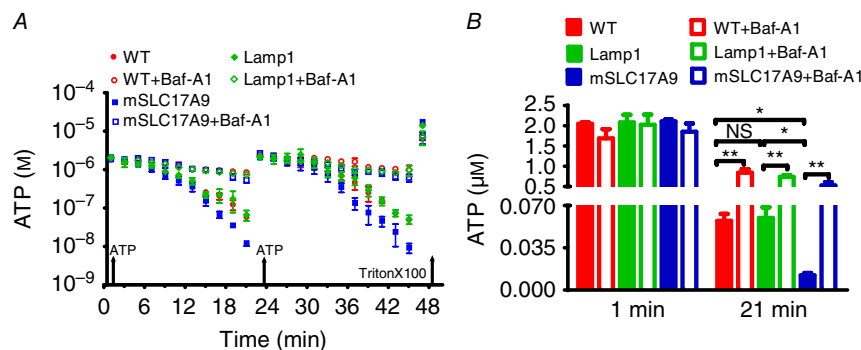 A
WT
WT+Baf-A1
Lamp1
Lamp1+Baf-A1
mSLC17A9
mSLC17A9+Baf-A1
ATP (M)
10⁻⁴
10⁻⁵
10⁻⁶
10⁻⁷
10⁻⁸
10⁻⁹
ATP
ATP
TritonX100
0 6 12 18 24 30 36 42 48
Time (min)
B
WT
WT+Baf-A1
Lamp1
Lamp1+Baf-A1
mSLC17A9
mSLC17A9+Baf-A1
ATP (µM)
2.5
2.0
1.5
1.0
0.5
0.070
0.035
0.000
*
NS
*
** ** **
1 min
21 min